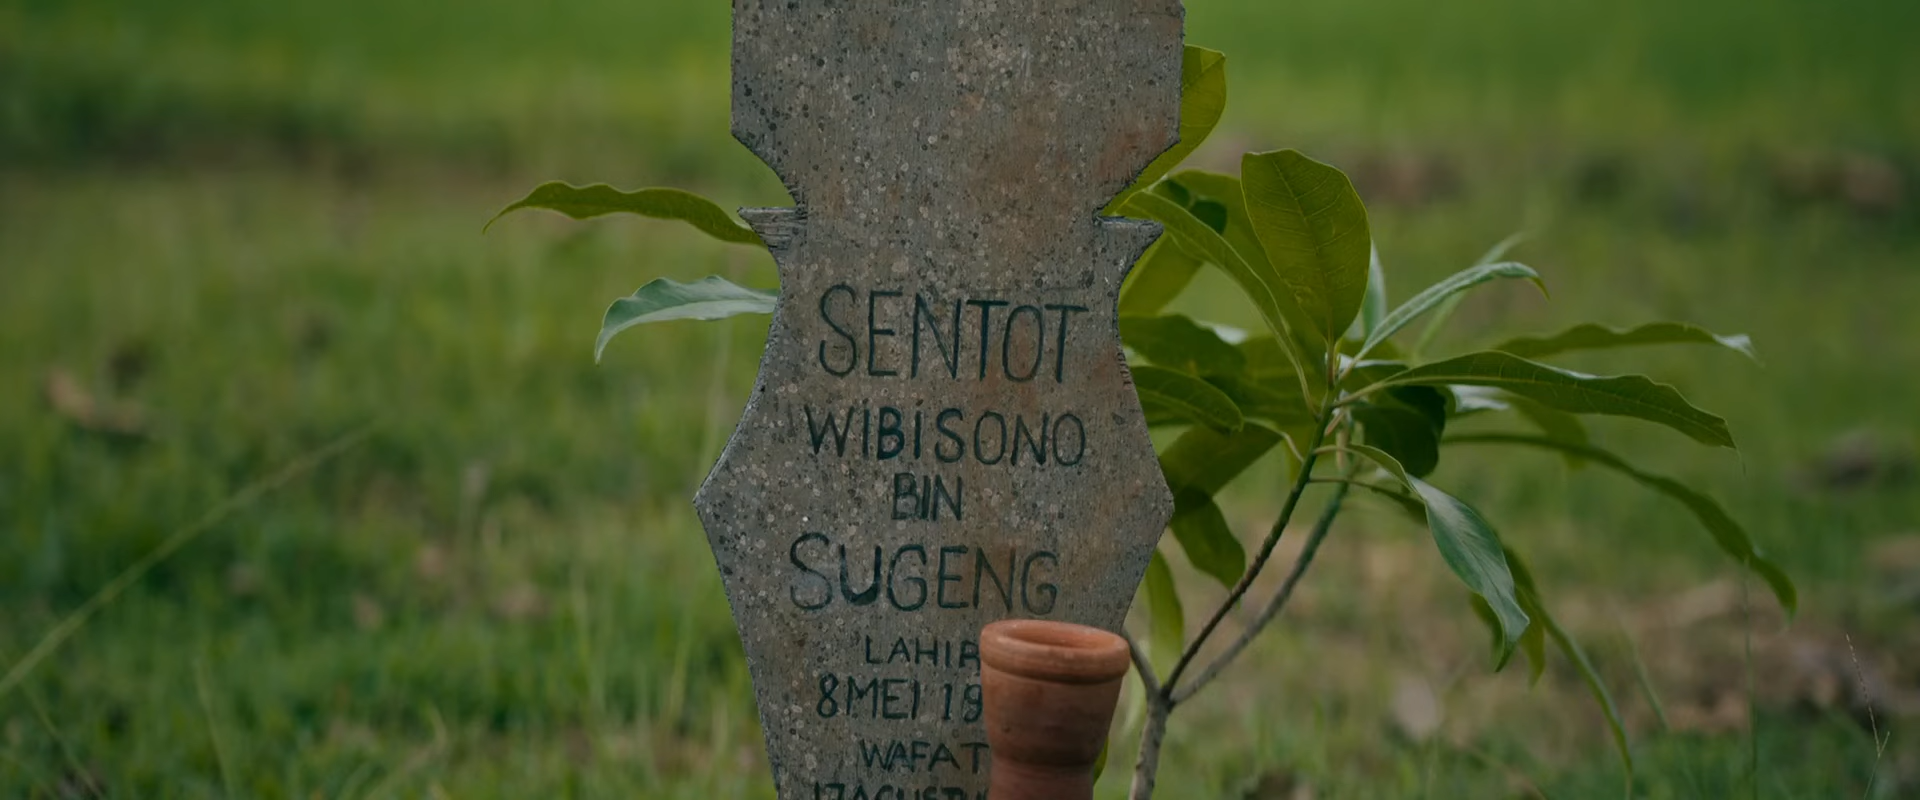 SENTOT
WIBISONO
BIN
SUGENG
LAHIR
8 MEI 19
WAFAT